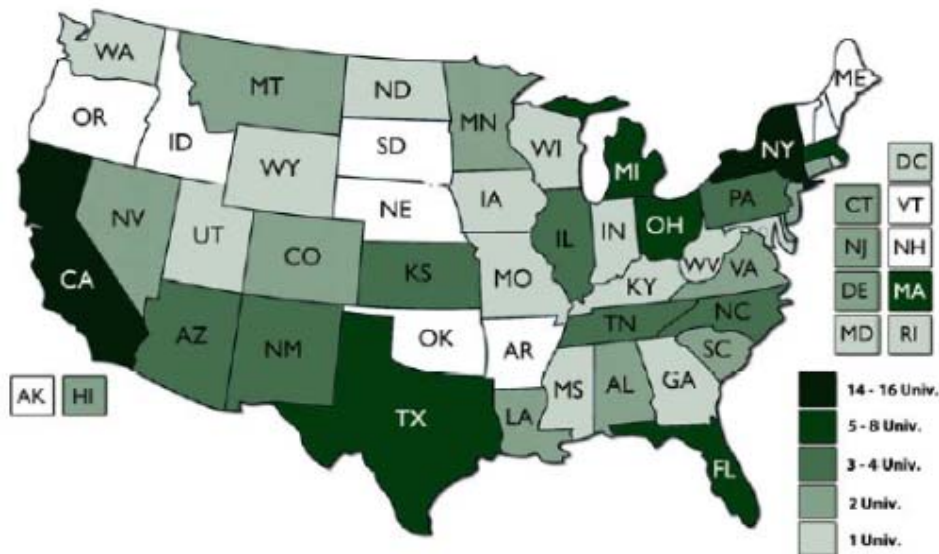 WA
MT
ND
MN
ME
OR
ID
WY
SD
WI
MI
NY
NV
UT
CO
NE
IA
IL
IN
OH
PA
CA
AZ
NM
KS
MO
KY
WV
VA
OK
AR
TN
NC
TX
LA
MS
AL
GA
SC
FL
AK HI
DC
CT VT
NJ NH
DE MA
MD RI
14 - 16 Univ.
5 - 8 Univ.
3 - 4 Univ.
2 Univ.
1 Univ.